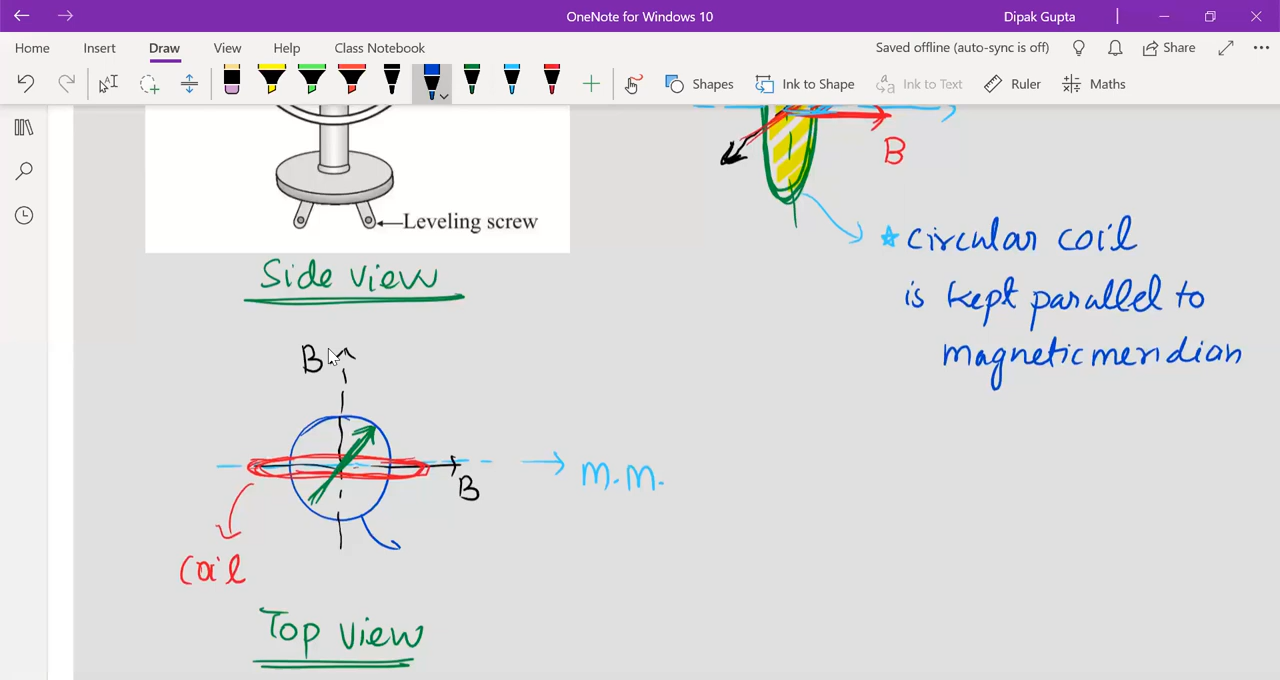 OneNote for Windows 10
Dipak Gupta
Home Insert Draw View Help Class Notebook
Saved offline (auto-sync is off)
Share
Shapes
Ink to Shape
Ink to Text
Ruler
Maths
Leveling screw
Side view
B
circular coil
is kept parallel to
magnetic meridian
B
B
m.m.
coil
Top view